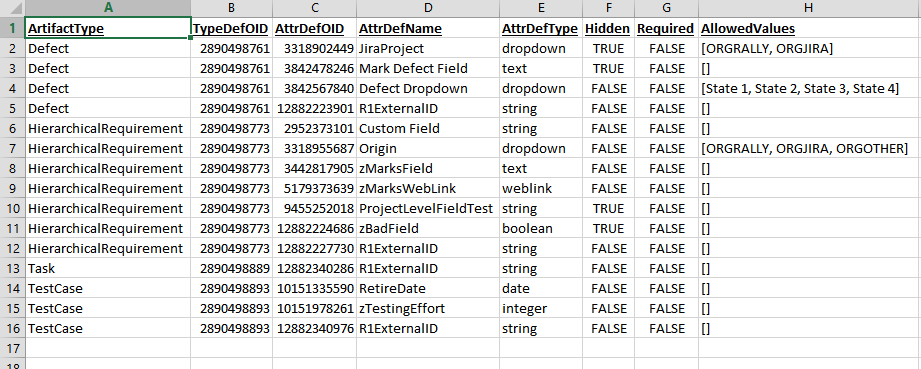 A B C D E F G H
1 ArtifactType TypeDefOID AttrDefOID AttrDefName AttrDefType Hidden Required AllowedValues
2 Defect 2890498761 3318902449 JiraProject dropdown TRUE FALSE [ORGRALLY, ORGJIRA]
3 Defect 2890498761 3842478246 Mark Defect Field text TRUE FALSE []
4 Defect 2890498761 3842567840 Defect Dropdown dropdown FALSE FALSE [State 1, State 2, State 3, State 4]
5 Defect 2890498761 12882223901 R1ExternalID string FALSE FALSE []
6 HierarchicalRequirement 2890498773 2952373101 Custom Field string FALSE FALSE []
7 HierarchicalRequirement 2890498773 3318955687 Origin dropdown FALSE FALSE [ORGRALLY, ORGJIRA, ORGOTHER]
8 HierarchicalRequirement 2890498773 3442817905 zMarksField text FALSE FALSE []
9 HierarchicalRequirement 2890498773 5179373639 zMarksWebLink weblink FALSE FALSE []
10 HierarchicalRequirement 2890498773 9455252018 ProjectLevelFieldTest string TRUE FALSE []
11 HierarchicalRequirement 2890498773 12882224686 zBadField boolean TRUE FALSE []
12 HierarchicalRequirement 2890498773 12882227730 R1ExternalID string FALSE FALSE []
13 Task 2890498889 12882340286 R1ExternalID string FALSE FALSE []
14 TestCase 2890498893 10151335590 RetireDate date FALSE FALSE []
15 TestCase 2890498893 10151978261 zTestingEffort integer FALSE FALSE []
16 TestCase 2890498893 12882340976 R1ExternalID string FALSE FALSE []
17
18